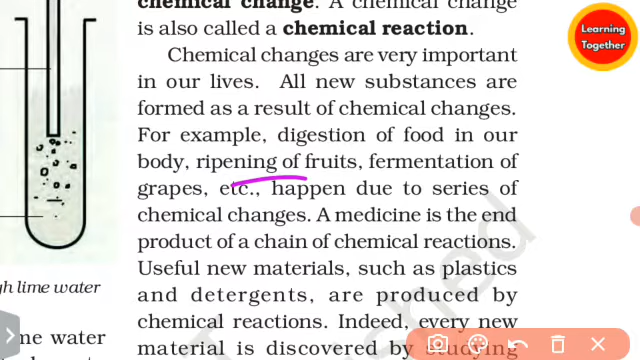 chemical change. A chemical change
is also called a chemical reaction.
Chemical changes are very important
in our lives. All new substances are
formed as a result of chemical changes.
For example, digestion of food in our
body, ripening of fruits, fermentation of
grapes, etc., happen due to series of
chemical changes. A medicine is the end
product of a chain of chemical reactions.
Useful new materials, such as plastics
and detergents, are produced by
chemical reactions. Indeed, every new
material is discovered by studying
gh lime water
me water
Learning
Together